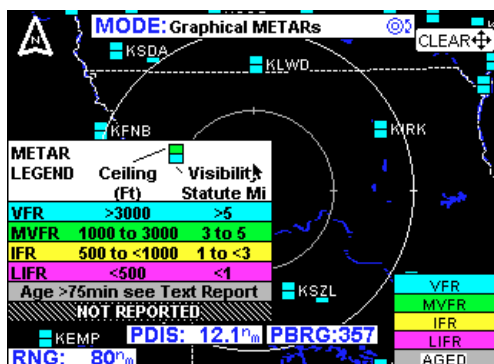 MODE: Graphical METARs
CLEAR
N
KSDA
KLWD
KFNB
KIRK
METAR
LEGEND Ceiling (Ft) Visibility Statute Mi
VFR >3000 >5
MVFR 1000 to 3000 3 to 5
IFR 500 to <1000 1 to <3
LIFR <500 <1
Age >75min see Text Report
NOT REPORTED
KSZL
KEMP
PDIS: 12.1nm PBRG:357
RNG: 80nm
VFR
MVFR
IFR
LIFR
AGED